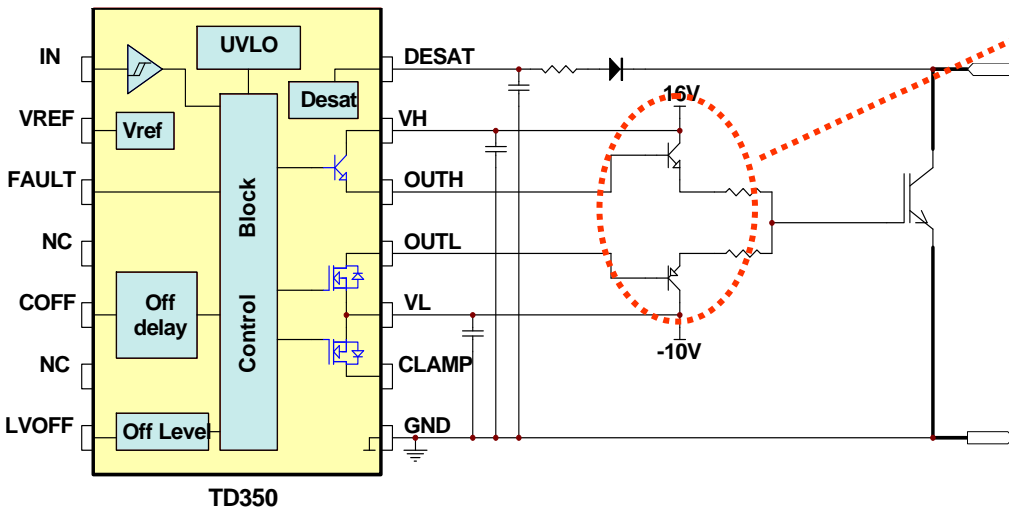 IN
VREF
FAULT
NC
COFF
NC
LVOFF
UVLO
Vref
Desat
Control Block
Off
delay
Off Level
DESAT
VH
OUTH
OUTL
VL
CLAMP
GND
16V
-10V
TD350